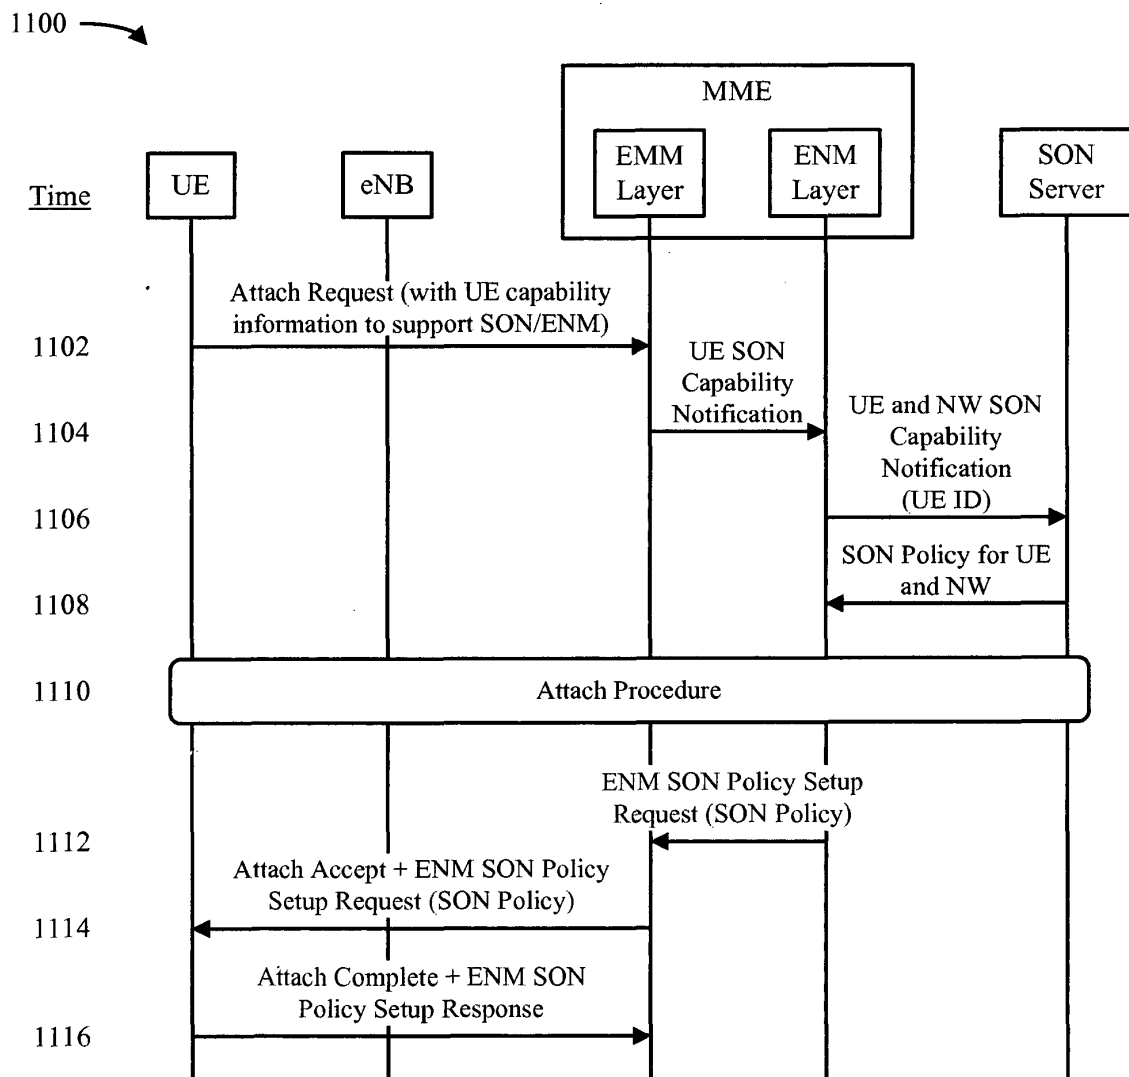 1100
MME
UE
eNB
EMM
Layer
ENM
Layer
SON
Server
Time
Attach Request (with UE capability
information to support SON/ENM)
1102
UE SON
Capability
Notification
1104
UE and NW SON
Capability
Notification
(UE ID)
1106
SON Policy for UE
and NW
1108
1110
Attach Procedure
ENM SON Policy Setup
Request (SON Policy)
1112
Attach Accept + ENM SON Policy
Setup Request (SON Policy)
1114
Attach Complete + ENM SON
Policy Setup Response
1116